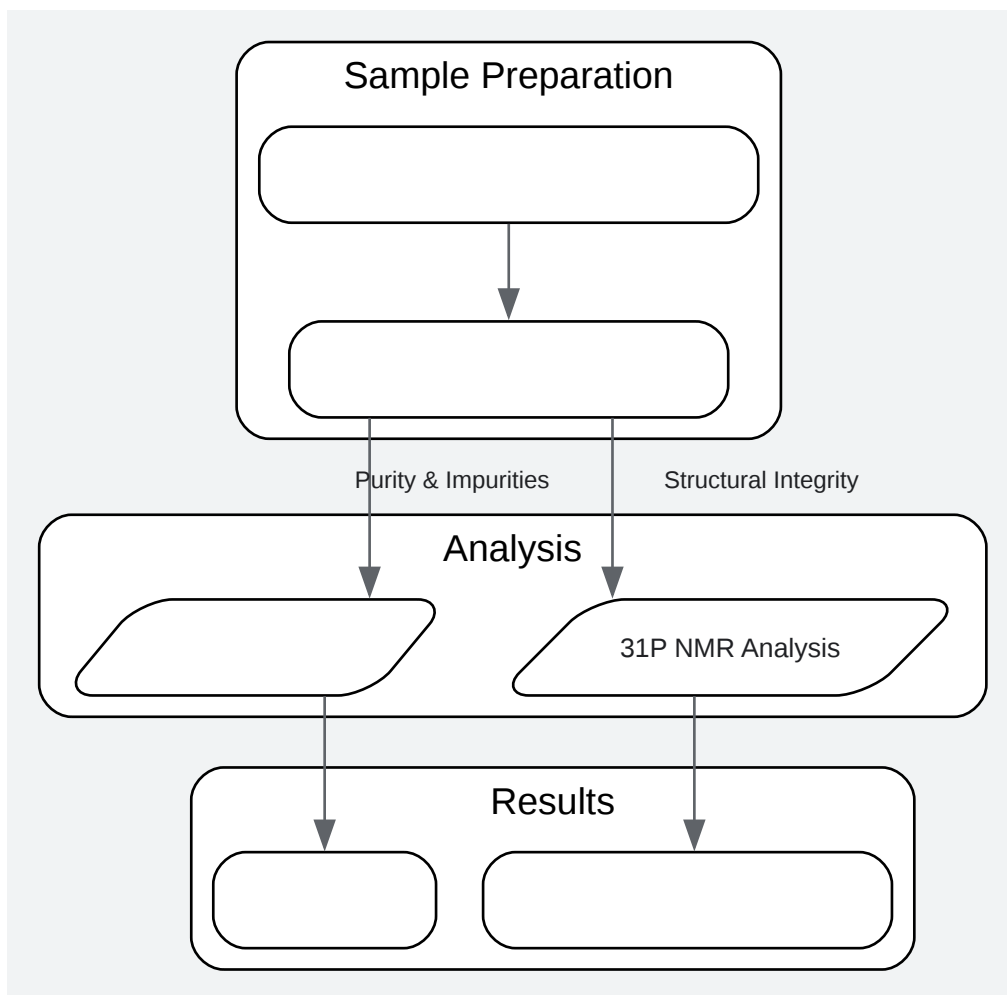 Sample Preparation
Purity & Impurities
Structural Integrity
Analysis
31P NMR Analysis
Results